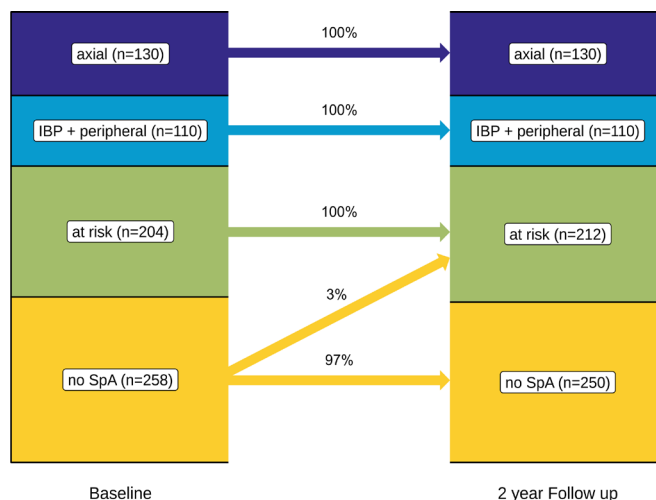 axial (n=130)
100%
axial (n=130)
IBP + peripheral (n=110)
100%
IBP + peripheral (n=110)
at risk (n=204)
100%
at risk (n=212)
3%
no SpA (n=258)
97%
no SpA (n=250)
Baseline
2 year Follow up